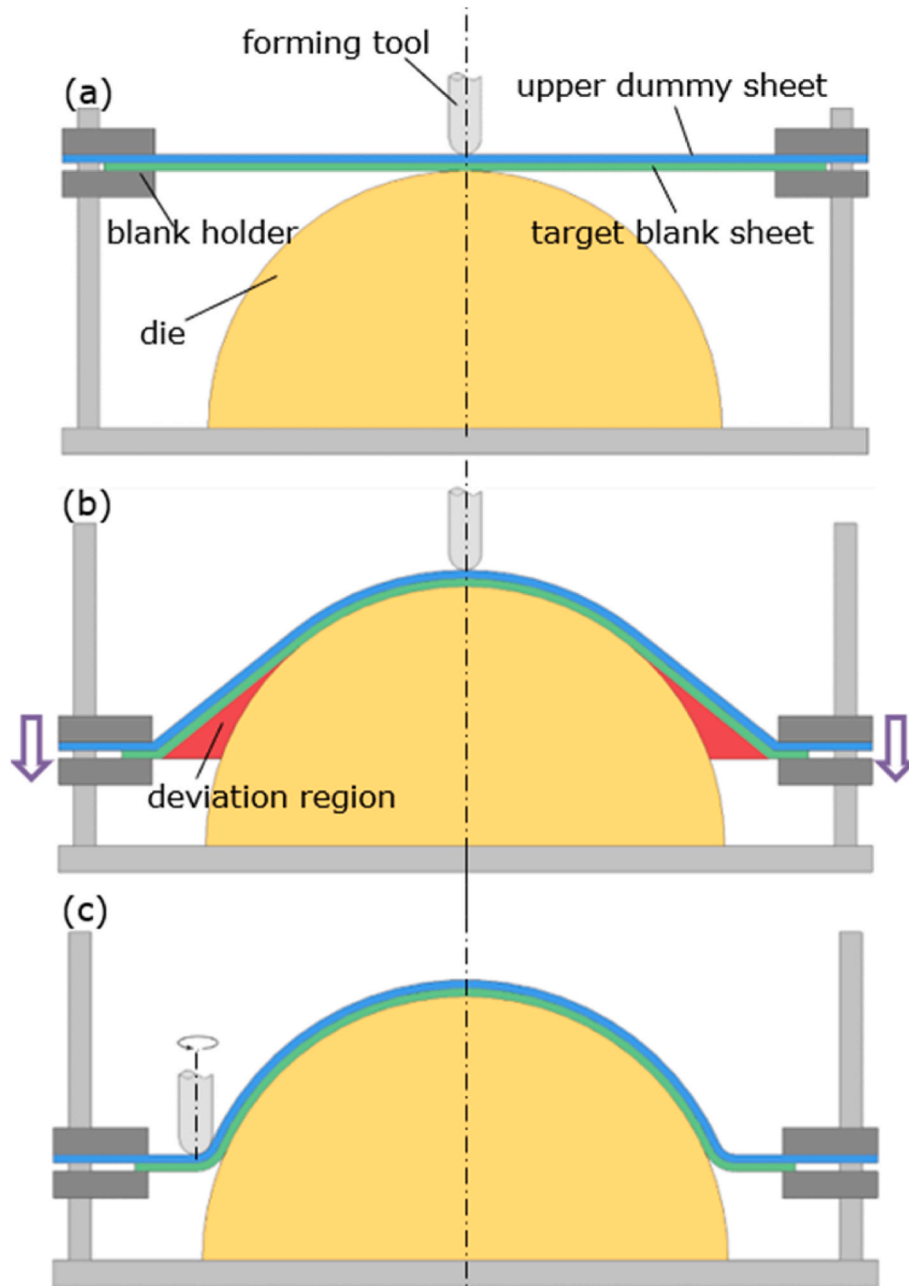 forming tool
(a)
upper dummy sheet
blank holder
target blank sheet
die
(b)
deviation region
(c)